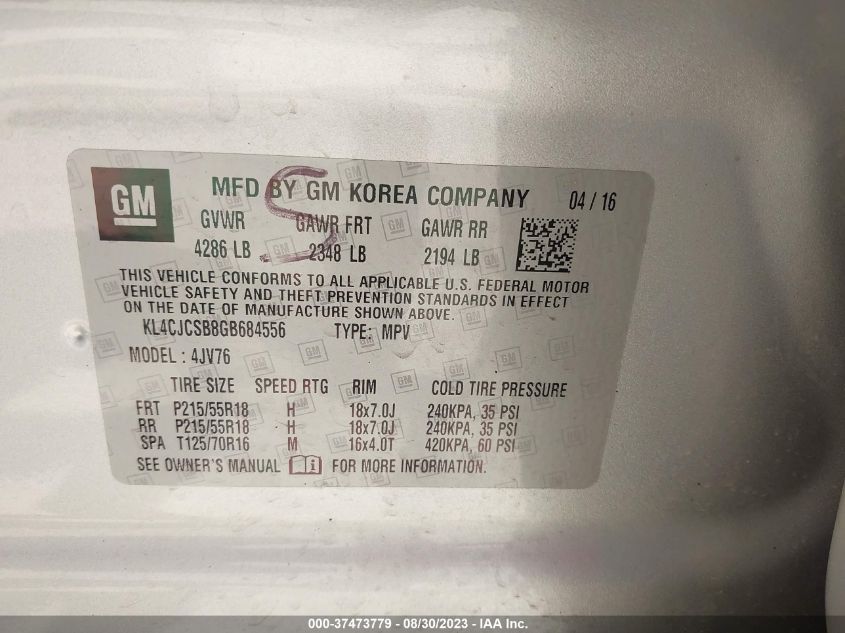 GM MFD BY GM KOREA COMPANY 04 / 16
GVWR GAWR FRT GAWR RR
4286 LB 2348 LB 2194 LB
THIS VEHICLE CONFORMS TO ALL APPLICABLE U.S. FEDERAL MOTOR
VEHICLE SAFETY AND THEFT PREVENTION STANDARDS IN EFFECT
ON THE DATE OF MANUFACTURE SHOWN ABOVE.
KL4CJCSB8GB684556 TYPE: MPV
MODEL : 4JV76
TIRE SIZE SPEED RTG RIM COLD TIRE PRESSURE
FRT P215/55R18 H 18x7.0J 240KPA, 35 PSI
RR P215/55R18 H 18x7.0J 240KPA, 35 PSI
SPA T125/70R16 M 16x4.0T 420KPA, 60 PSI
SEE OWNER'S MANUAL FOR MORE INFORMATION.
000-37473779 - 08/30/2023 - IAA Inc.